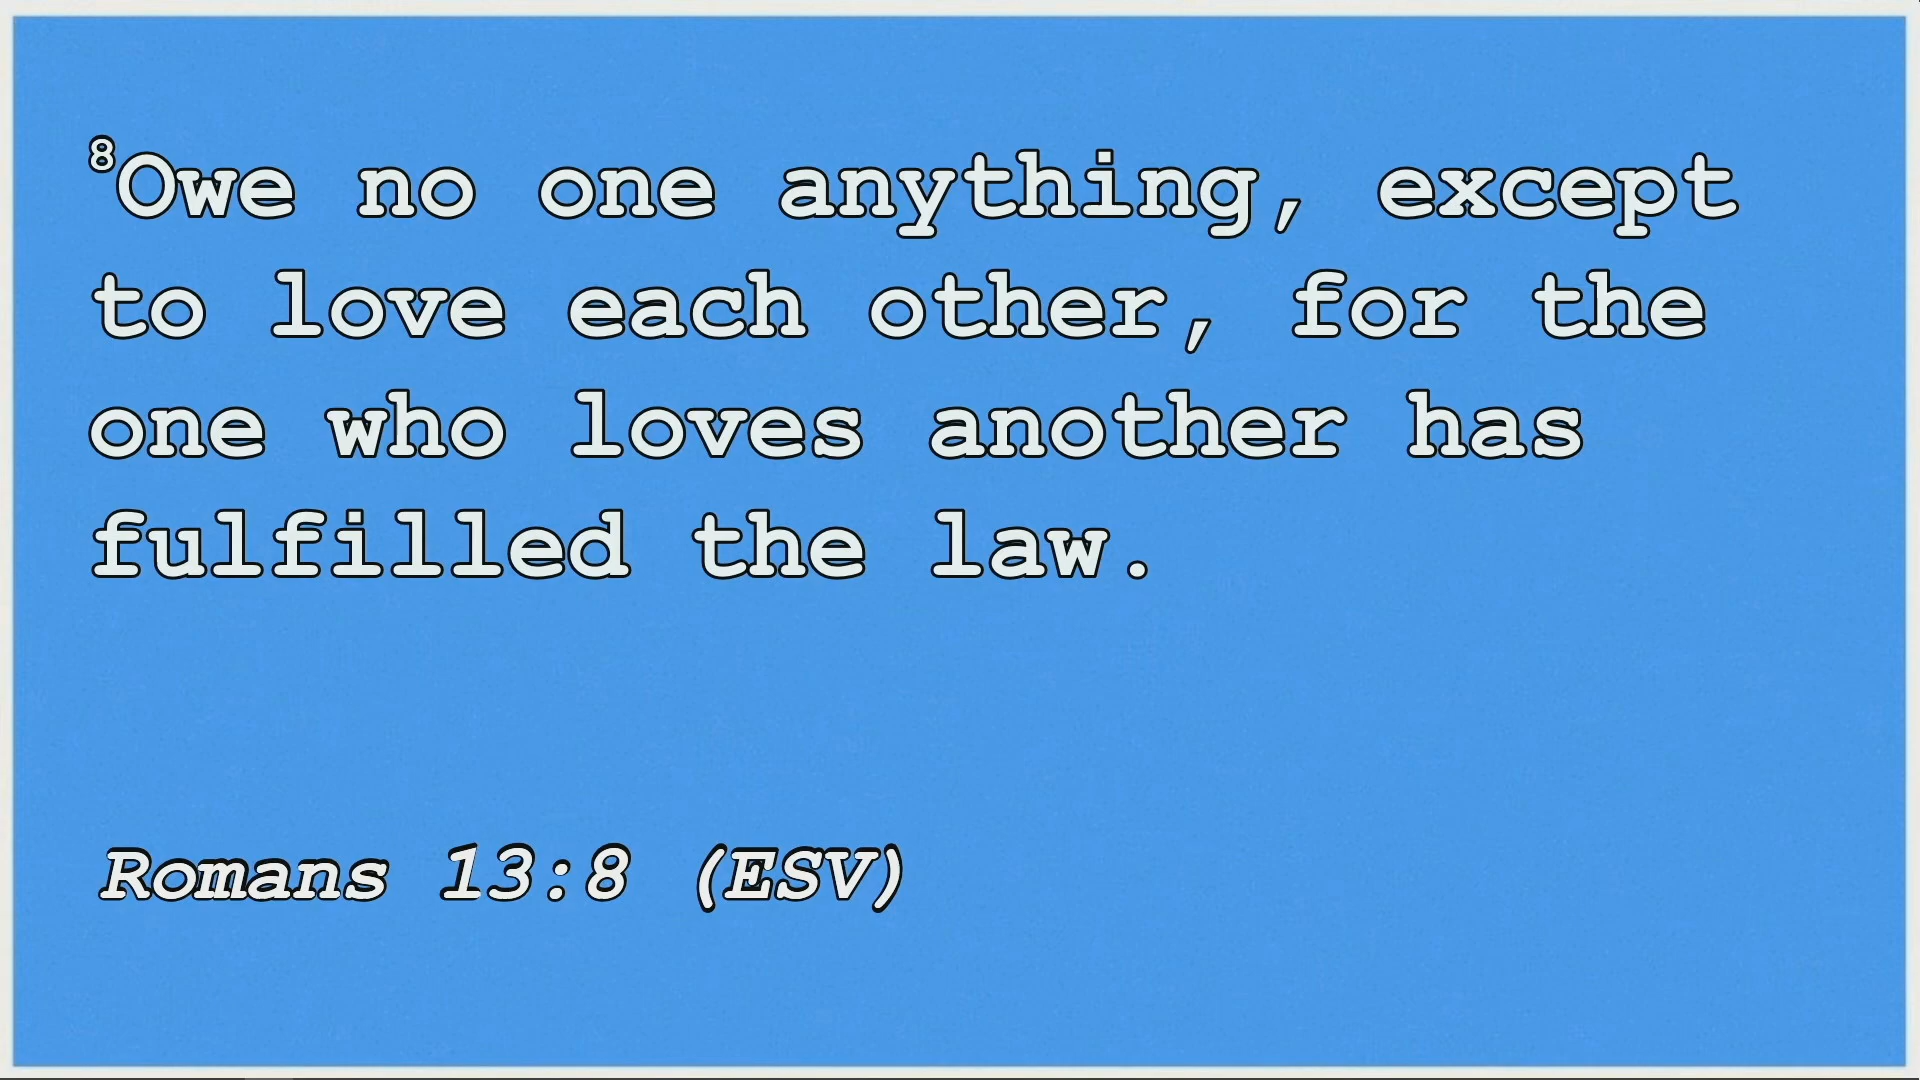 ⁸Owe no one anything, except
to love each other, for the
one who loves another has
fulfilled the law.
Romans 13:8 (ESV)